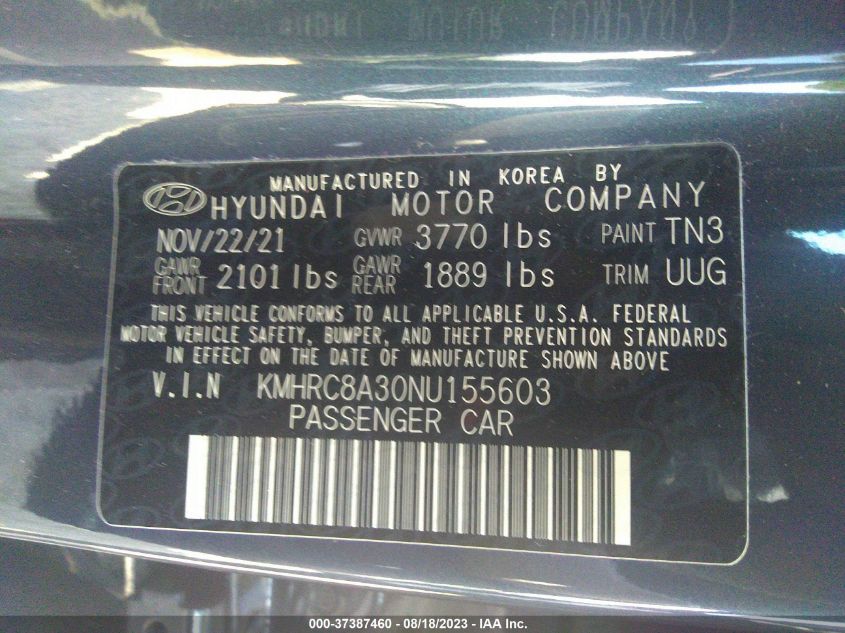 MANUFACTURED IN KOREA BY
HYUNDAI MOTOR COMPANY
NOV/22/21 GVWR 3770 lbs PAINT TN3
GAWR FRONT 2101 lbs GAWR REAR 1889 lbs TRIM UUG
THIS VEHICLE CONFORMS TO ALL APPLICABLE U.S.A. FEDERAL
MOTOR VEHICLE SAFETY, BUMPER, AND THEFT PREVENTION STANDARDS
IN EFFECT ON THE DATE OF MANUFACTURE SHOWN ABOVE
V.I.N KMHRC8A30NU155603
PASSENGER CAR
000-37387460 - 08/18/2023 - IAA Inc.